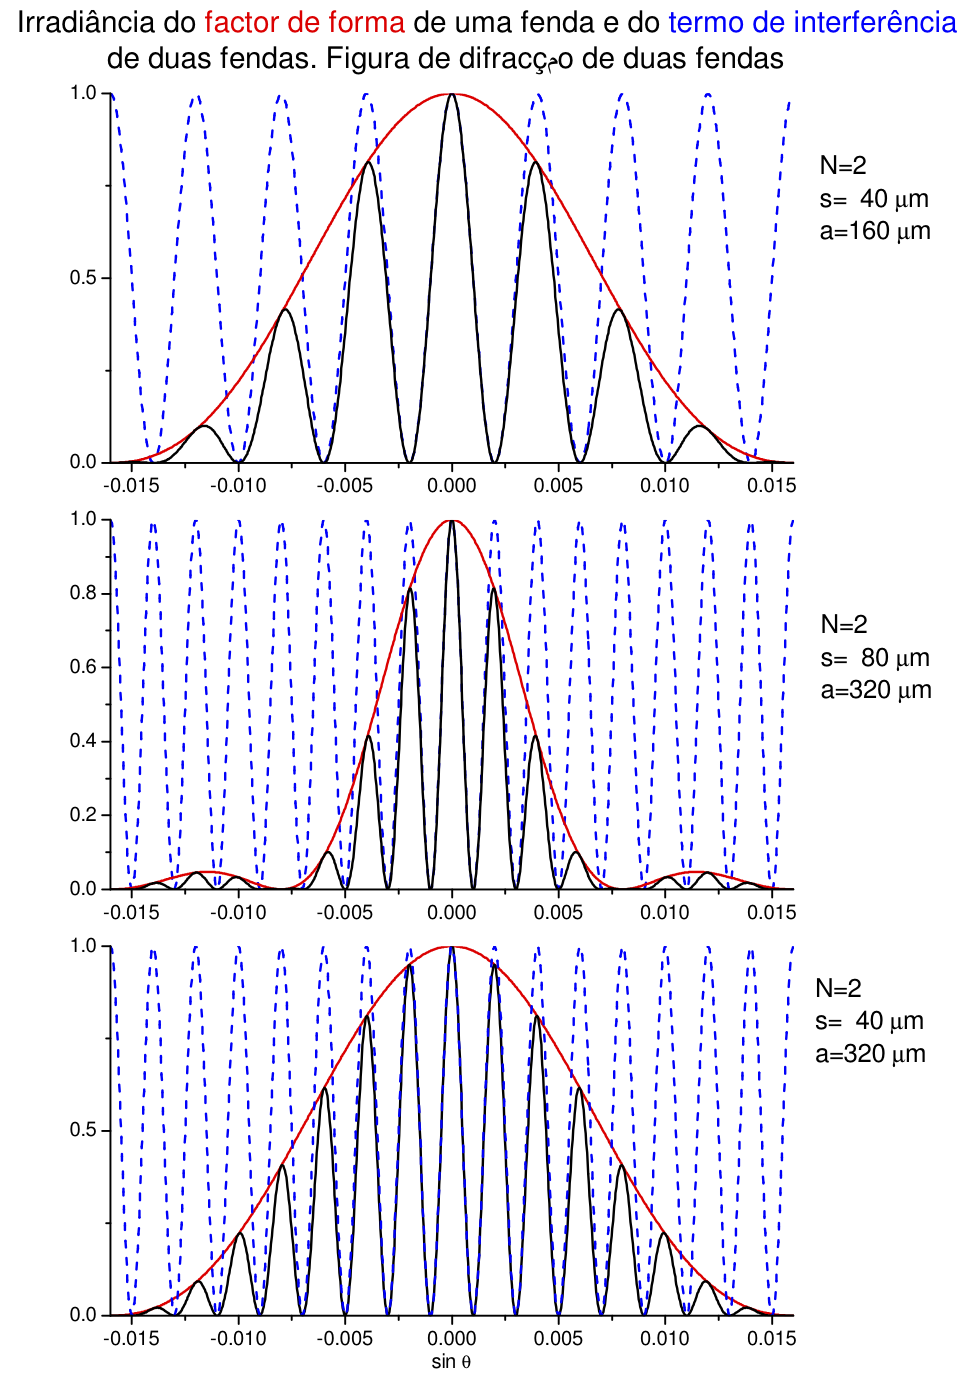 Irradiância do factor de forma de uma fenda e do termo de interferência
de duas fendas. Figura de difracçمo de duas fendas
1.0
0.5
0.0
-0.015 -0.010 -0.005 0.000 0.005 0.010 0.015
N=2
s= 40 μm
a=160 μm
1.0
0.8
0.6
0.4
0.2
0.0
-0.015 -0.010 -0.005 0.000 0.005 0.010 0.015
N=2
s= 80 μm
a=320 μm
1.0
0.5
0.0
-0.015 -0.010 -0.005 0.000 0.005 0.010 0.015
sin θ
N=2
s= 40 μm
a=320 μm